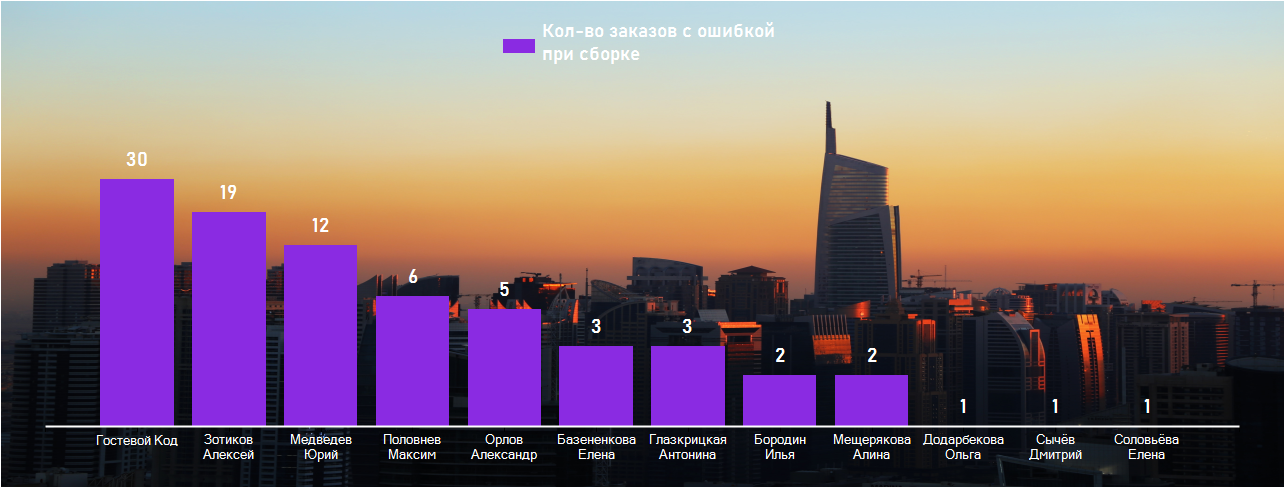 Кол-во заказов с ошибкой
при сборке
30
19
12
6
5
3
3
2
2
1
1
1
Гостевой Код
Зотиков
Алексей
Медведев
Юрий
Половнев
Максим
Орлов
Александр
Базененкова
Елена
Глазкрицкая
Антонина
Бородин
Илья
Мещерякова
Алина
Додарбекова
Ольга
Сычёв
Дмитрий
Соловьёва
Елена